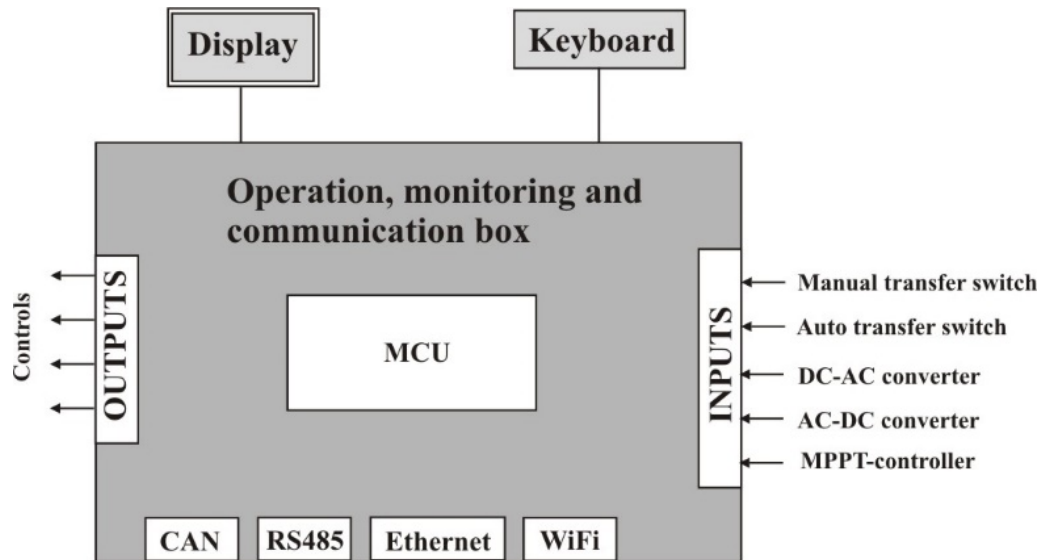 Display
Keyboard
Operation, monitoring and
communication box
Controls
OUTPUTS
MCU
INPUTS
Manual transfer switch
Auto transfer switch
DC-AC converter
AC-DC converter
MPPT-controller
CAN
RS485
Ethernet
WiFi